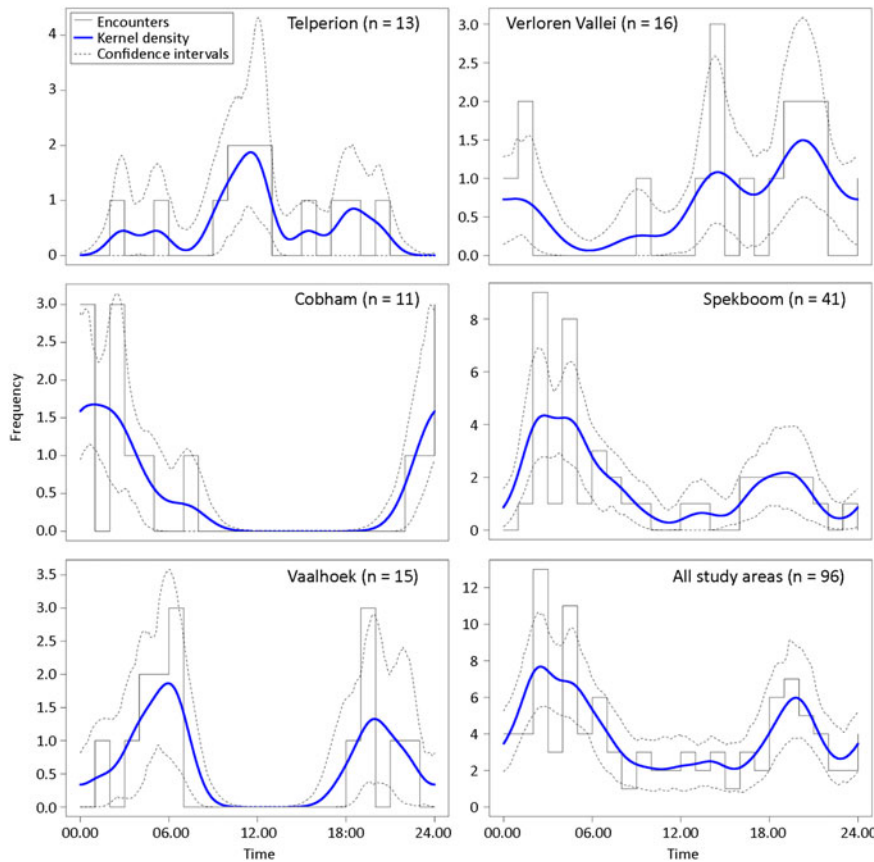 Telperion (n = 13)
Encounters
Kernel density
Confidence intervals
4
3
2
1
0
Verloren Vallei (n = 16)
3.0
2.5
2.0
1.5
1.0
0.5
0.0
Cobham (n = 11)
3.0
2.5
2.0
1.5
1.0
0.5
0.0
Frequency
Spekboom (n = 41)
8
6
4
2
0
Vaalhoek (n = 15)
3.5
3.0
2.5
2.0
1.5
1.0
0.5
0.0
00.00 06.00 12.00 18:00 24.00
Time
All study areas (n = 96)
12
10
8
6
4
2
0
00.00 06.00 12.00 18:00 24.00
Time